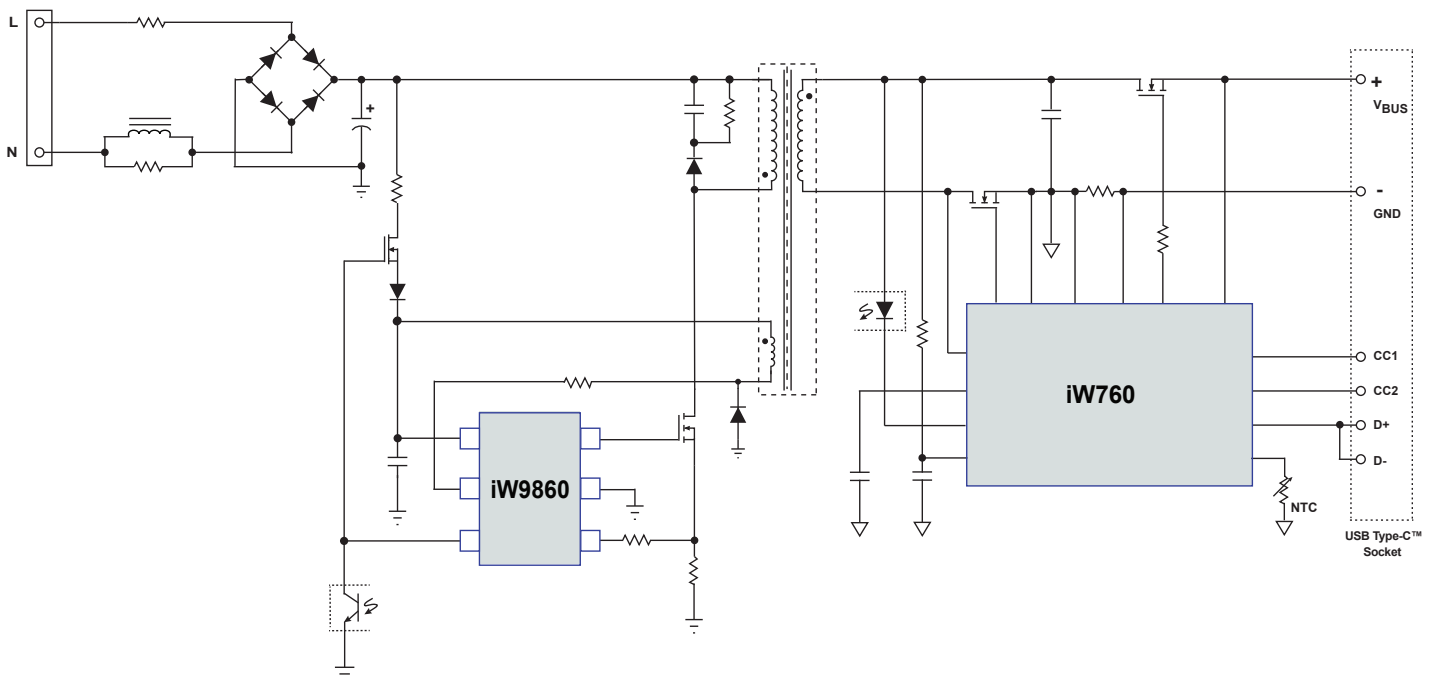 L
N
+
+
VBUS
-
GND
iW760
CC1
CC2
D+
D-
iW9860
NTC
USB Type-C™
Socket